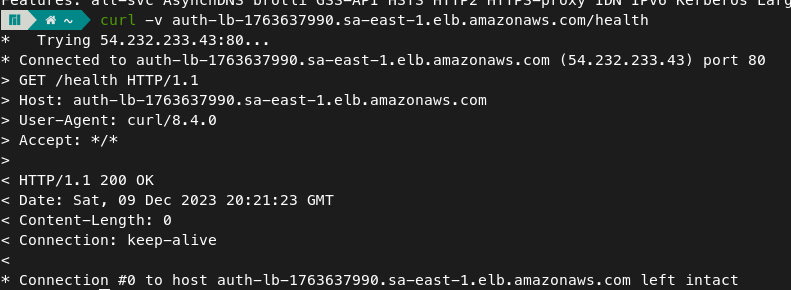 Features: alt-svc AsynchDNS brotli GSS-API HSTS HTTP2 HTTPS-proxy IDN IPv6 Kerberos Larg
~ curl -v auth-lb-1763637990.sa-east-1.elb.amazonaws.com/health
*   Trying 54.232.233.43:80...
* Connected to auth-lb-1763637990.sa-east-1.elb.amazonaws.com (54.232.233.43) port 80
> GET /health HTTP/1.1
> Host: auth-lb-1763637990.sa-east-1.elb.amazonaws.com
> User-Agent: curl/8.4.0
> Accept: */*
>
< HTTP/1.1 200 OK
< Date: Sat, 09 Dec 2023 20:21:23 GMT
< Content-Length: 0
< Connection: keep-alive
<
* Connection #0 to host auth-lb-1763637990.sa-east-1.elb.amazonaws.com left intact